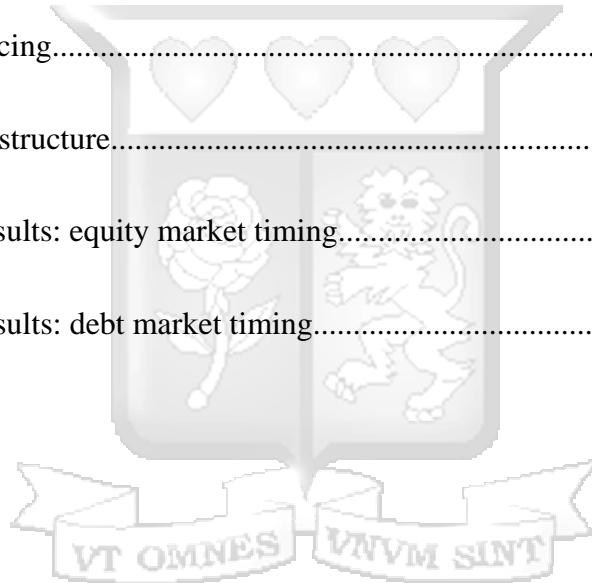 cing..............................................................................
structure.....................................................................
sults: equity market timing....................................
sults: debt market timing.......................................
VT OMNES VNVM SINT